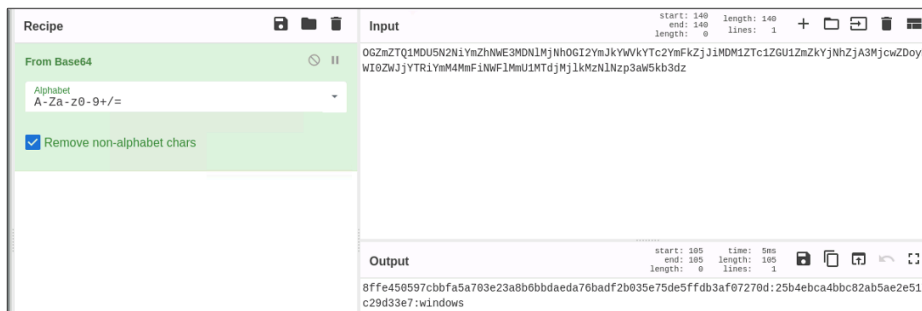 Recipe
From Base64
Alphabet
A-Za-z0-9+/=
Remove non-alphabet chars
Input
start: 140
end: 140
length: 0
length: 140
lines: 1
OGZmZTQ1MDU5N2NiYmZhNWE3MDNlMjNhOGI2YmJkYWVkYTc2YmFkZjJiMDM1ZTc1ZGU1ZmZkYjNhZjA3MjcwZDoy
WI0ZWJjYTRiYmM4MmFiNWFlMmU1MTdjMjlkMzNlNzp3aW5kb3dz
Output
start: 105
end: 105
length: 0
time: 5ms
length: 105
lines: 1
8ffe450597cbbfa5a703e23a8b6bbdaeda76badf2b035e75de5ffdb3af07270d:25b4ebca4bbc82ab5ae2e51
c29d33e7:windows